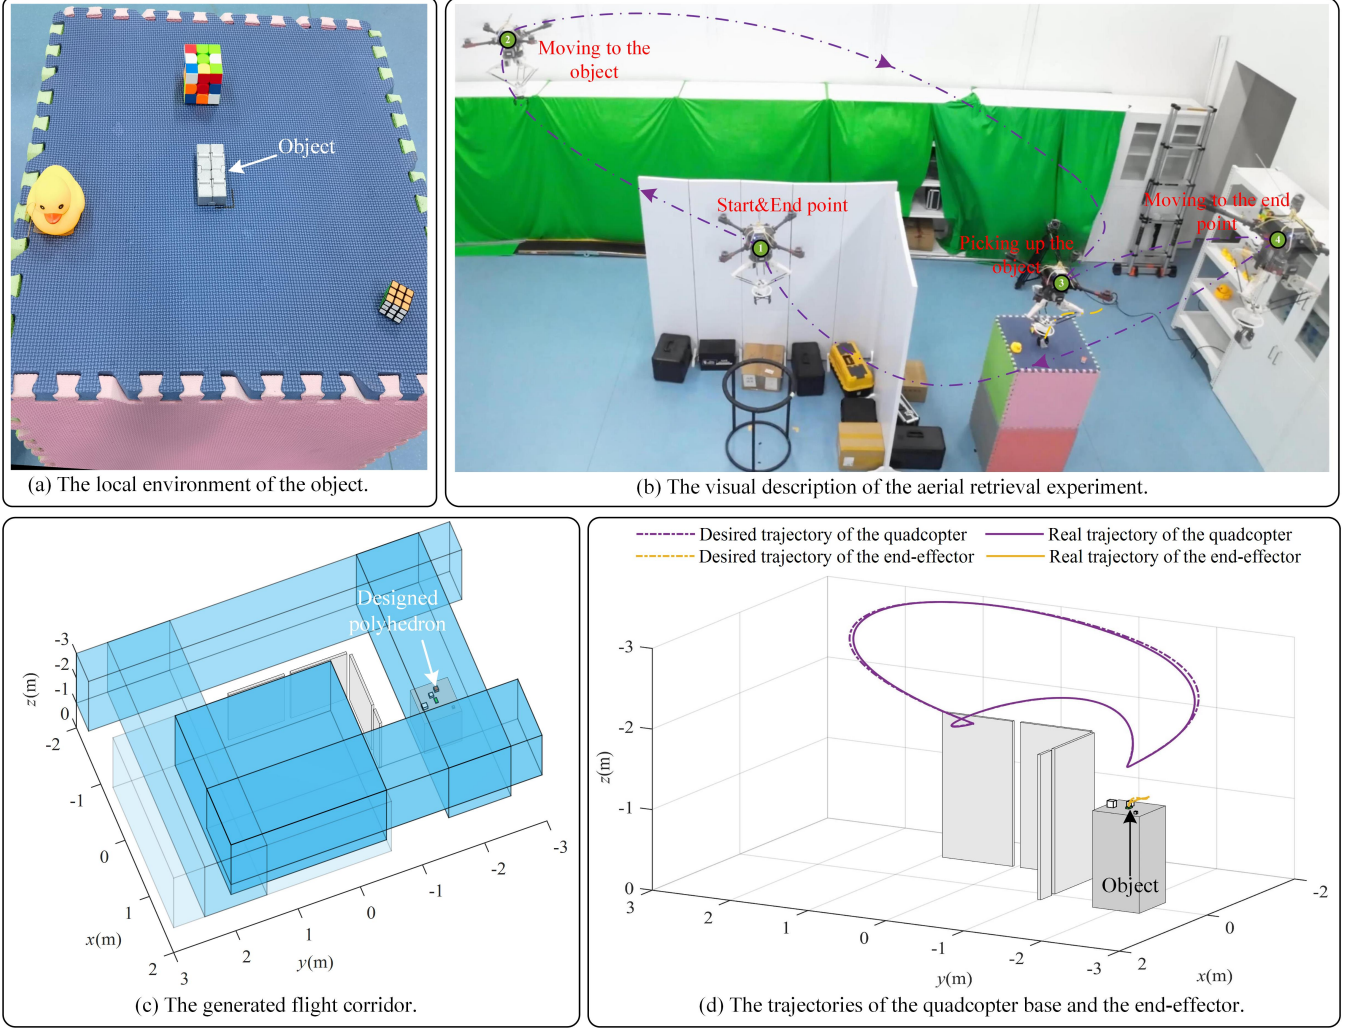 Object
(a) The local environment of the object.
2
Moving to the
object
Start&End point
1
Moving to the end
point
4
Picking up the
object
3
(b) The visual description of the aerial retrieval experiment.
Designed
polyhedron
-3
-2
-1
0
z(m)
-2
-1
0
1
2
x(m)
3
2
1
0
-1
-2
-3
y(m)
(c) The generated flight corridor.
Desired trajectory of the quadcopter
Real trajectory of the quadcopter
Desired trajectory of the end-effector
Real trajectory of the end-effector
-3
-2
-1
0
z(m)
3
2
1
0
-1
-2
-3
y(m)
2
0
-2
x(m)
Object
(d) The trajectories of the quadcopter base and the end-effector.